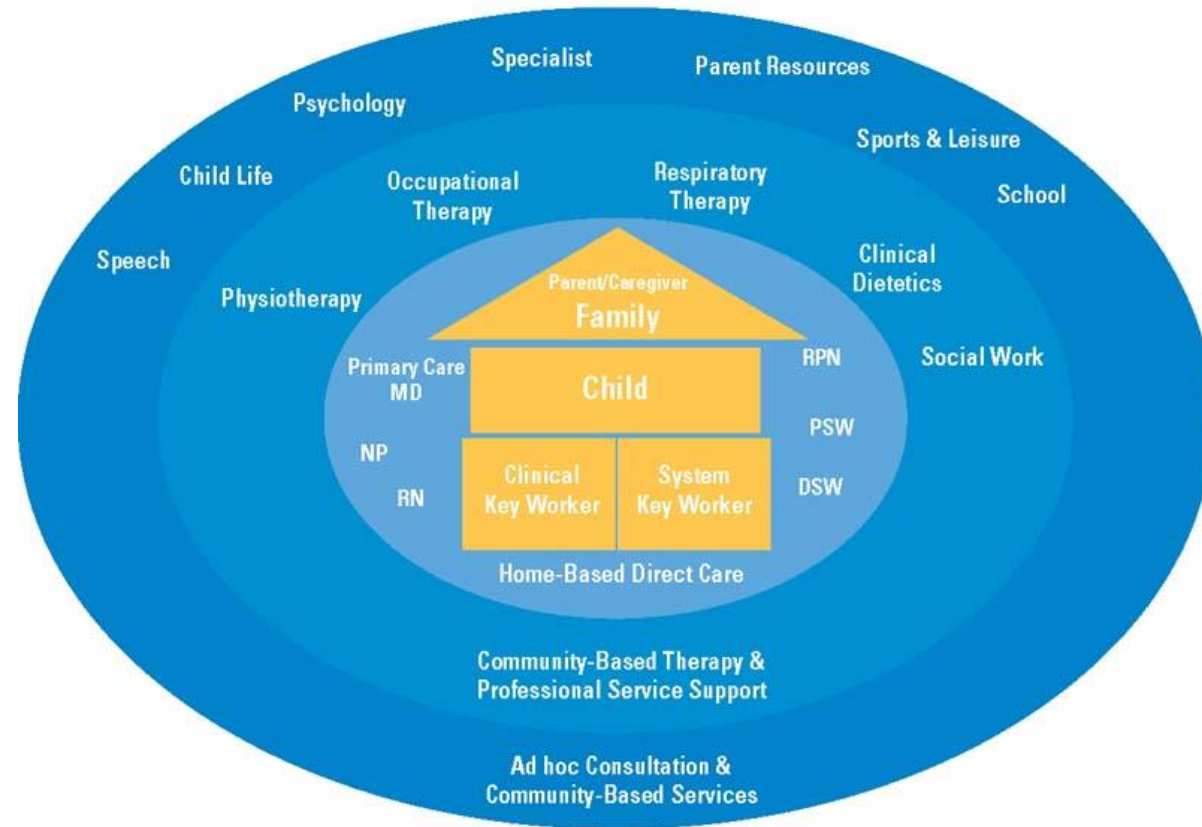 Specialist
Parent Resources
Psychology
Sports & Leisure
Child Life
School
Speech
Occupational
Therapy
Respiratory
Therapy
Physiotherapy
Clinical
Dietetics
Social Work
Parent/Caregiver
Family
Primary Care
MD
Child
RPN
NP
PSW
RN
Clinical
Key Worker
System
Key Worker
DSW
Home-Based Direct Care
Community-Based Therapy &
Professional Service Support
Ad hoc Consultation &
Community-Based Services